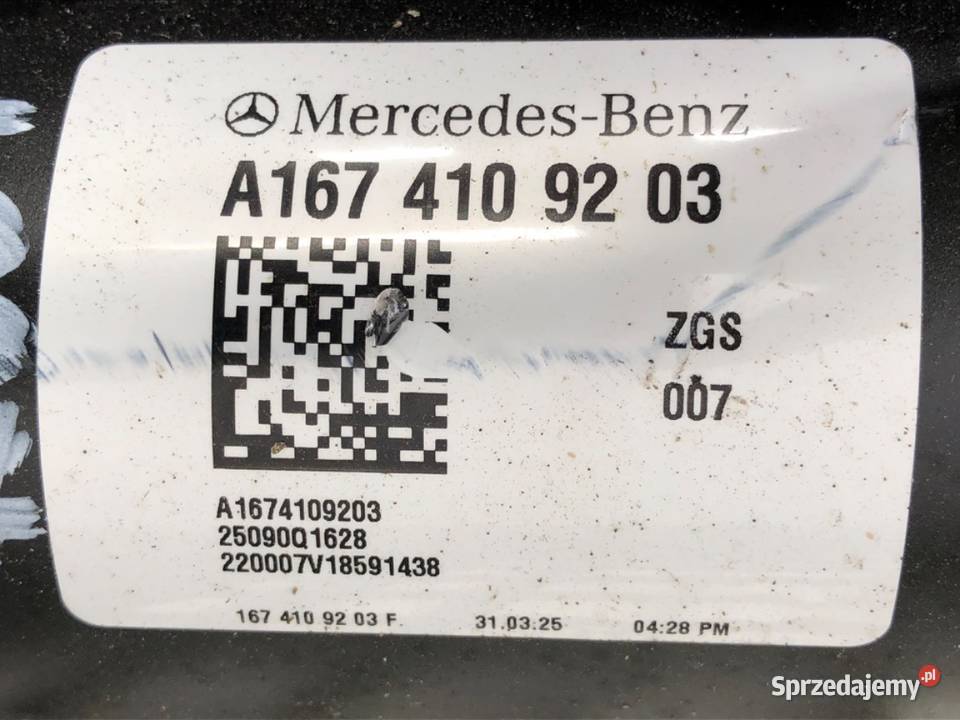 Mercedes-Benz
A167 410 92 03
ZGS
007
A1674109203
25090Q1628
220007V18591438
167 410 92 03 F. 31.03.25 04:28 PM
Sprzedajemy.pl